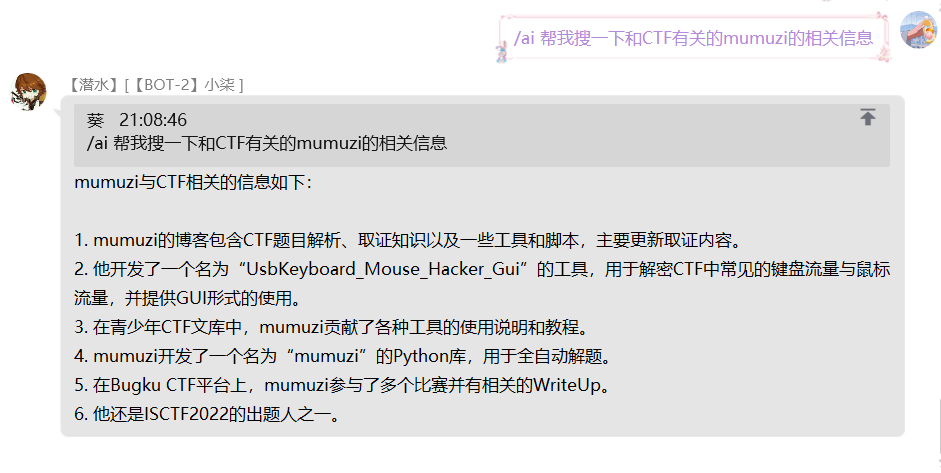 /ai 帮我搜一下和CTF有关的mumuzi的相关信息
【潜水】[【BOT-2】小柒 ]
葵 21:08:46
/ai 帮我搜一下和CTF有关的mumuzi的相关信息
mumuzi与CTF相关的信息如下：
1. mumuzi的博客包含CTF题目解析、取证知识以及一些工具和脚本，主要更新取证内容。
2. 他开发了一个名为“UsbKeyboard_Mouse_Hacker_Gui”的工具，用于解密CTF中常见的键盘流量与鼠标
流量，并提供GUI形式的使用。
3. 在青少年CTF文库中，mumuzi贡献了各种工具的使用说明和教程。
4. mumuzi开发了一个名为“mumuzi”的Python库，用于全自动解题。
5. 在Bugku CTF平台上，mumuzi参与了多个比赛并有相关的WriteUp。
6. 他还是ISCTF2022的出题人之一。